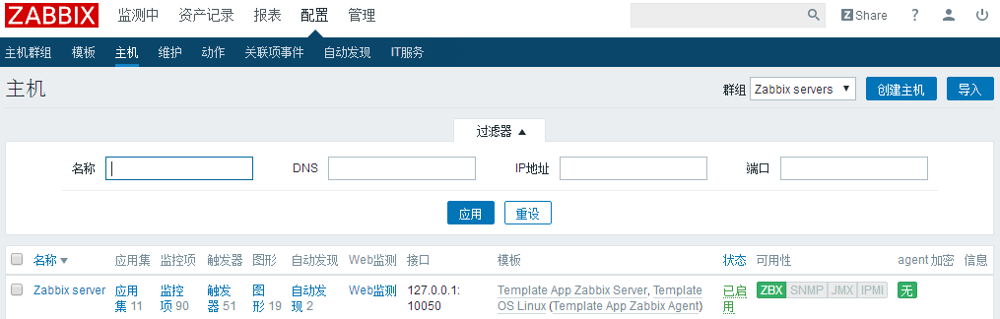 ZABBIX 监测中 资产记录 报表 配置 管理 Z Share ?
主机群组 模板 主机 维护 动作 关联项事件 自动发现 IT服务
主机 群组 Zabbix servers 创建主机 导入
过滤器
名称 DNS IP地址 端口
应用 重设
名称 应用集 监控项 触发器 图形 自动发现 Web监测 接口 模板 状态 可用性 agent 加密 信息
Zabbix server 应用 监控 触发 图 自动发 Web监测 127.0.0.1: Template App Zabbix Server, Template 已启 ZBX SNMP JMX IPMI 无
集 11 项 90 器 51 形 19 现 2 10050 OS Linux (Template App Zabbix Agent) 用